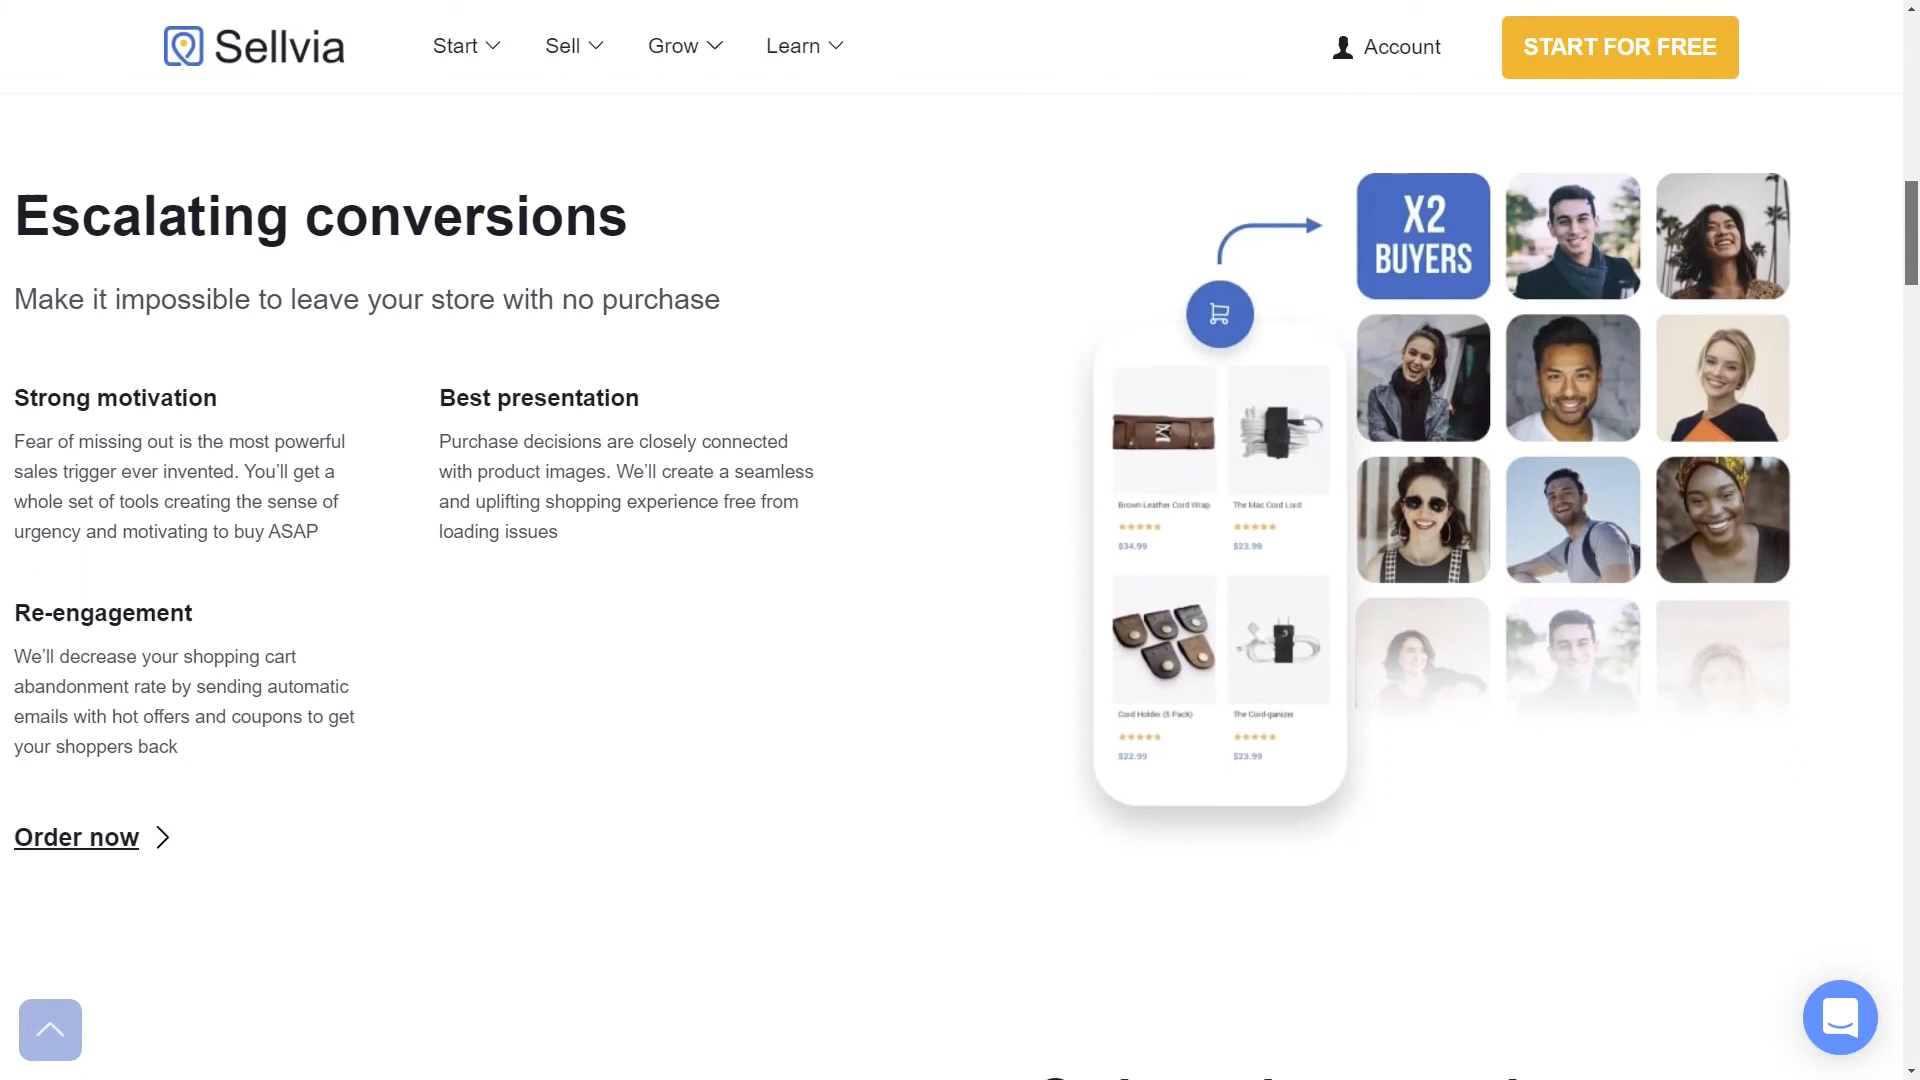 Sellvia
Start
Sell
Grow
Learn
Account
START FOR FREE
Escalating conversions
Make it impossible to leave your store with no purchase
Strong motivation
Fear of missing out is the most powerful
sales trigger ever invented. You’ll get a
whole set of tools creating the sense of
urgency and motivating to buy ASAP
Best presentation
Purchase decisions are closely connected
with product images. We’ll create a seamless
and uplifting shopping experience free from
loading issues
Re-engagement
We’ll decrease your shopping cart
abandonment rate by sending automatic
emails with hot offers and coupons to get
your shoppers back
Order now
X2
BUYERS
M
Brown Leather Cord Wrap
$34.99
The Mac Cord Lord
$23.99
Cord Holder (5 Pack)
$22.99
The Cord-ganizer
$23.99